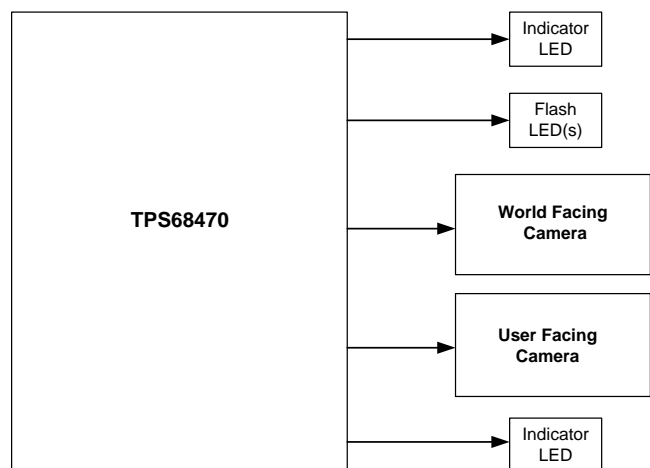 Indicator
LED
Flash
LED(s)
TPS68470
World Facing
Camera
User Facing
Camera
Indicator
LED